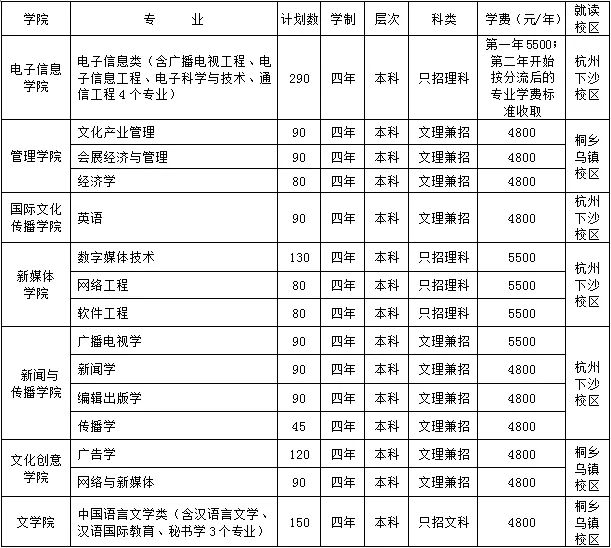 学院 专 业 计划数 学制 层次 科类 学费（元/年） 就读校区
电子信息学院 电子信息类（含广播电视工程、电子信息工程、电子科学与技术、通信工程4个专业） 290 四年 本科 只招理科 第一年5500；第二年开始按分流后的专业学费标准收取 杭州下沙校区
管理学院 文化产业管理 90 四年 本科 文理兼招 4800 桐乡乌镇校区
会展经济与管理 90 四年 本科 文理兼招 4800
经济学 80 四年 本科 文理兼招 4800
国际文化传播学院 英语 90 四年 本科 文理兼招 4800 杭州下沙校区
新媒体学院 数字媒体技术 130 四年 本科 只招理科 5500 杭州下沙校区
网络工程 80 四年 本科 只招理科 5500
软件工程 80 四年 本科 只招理科 5500
新闻与传播学院 广播电视学 90 四年 本科 文理兼招 5500 杭州下沙校区
新闻学 90 四年 本科 文理兼招 4800
编辑出版学 90 四年 本科 文理兼招 4800
传播学 45 四年 本科 文理兼招 4800
文化创意学院 广告学 120 四年 本科 文理兼招 4800 桐乡乌镇校区
网络与新媒体 90 四年 本科 文理兼招 4800
文学院 中国语言文学类（含汉语言文学、汉语国际教育、秘书学3个专业） 150 四年 本科 只招文科 4800 桐乡乌镇校区